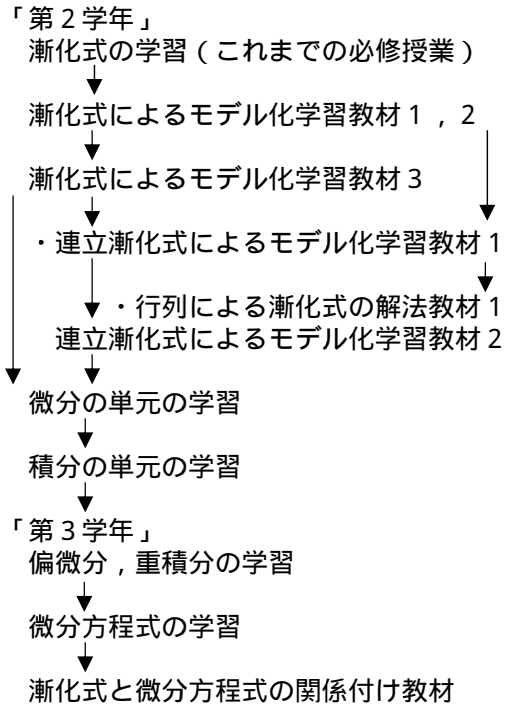 「第２学年」
漸化式の学習（これまでの必修授業）
漸化式によるモデル化学習教材１，２
漸化式によるモデル化学習教材３
・連立漸化式によるモデル化学習教材１
・行列による漸化式の解法教材１
連立漸化式によるモデル化学習教材２
微分の単元の学習
積分の単元の学習
「第３学年」
偏微分，重積分の学習
微分方程式の学習
漸化式と微分方程式の関係付け教材